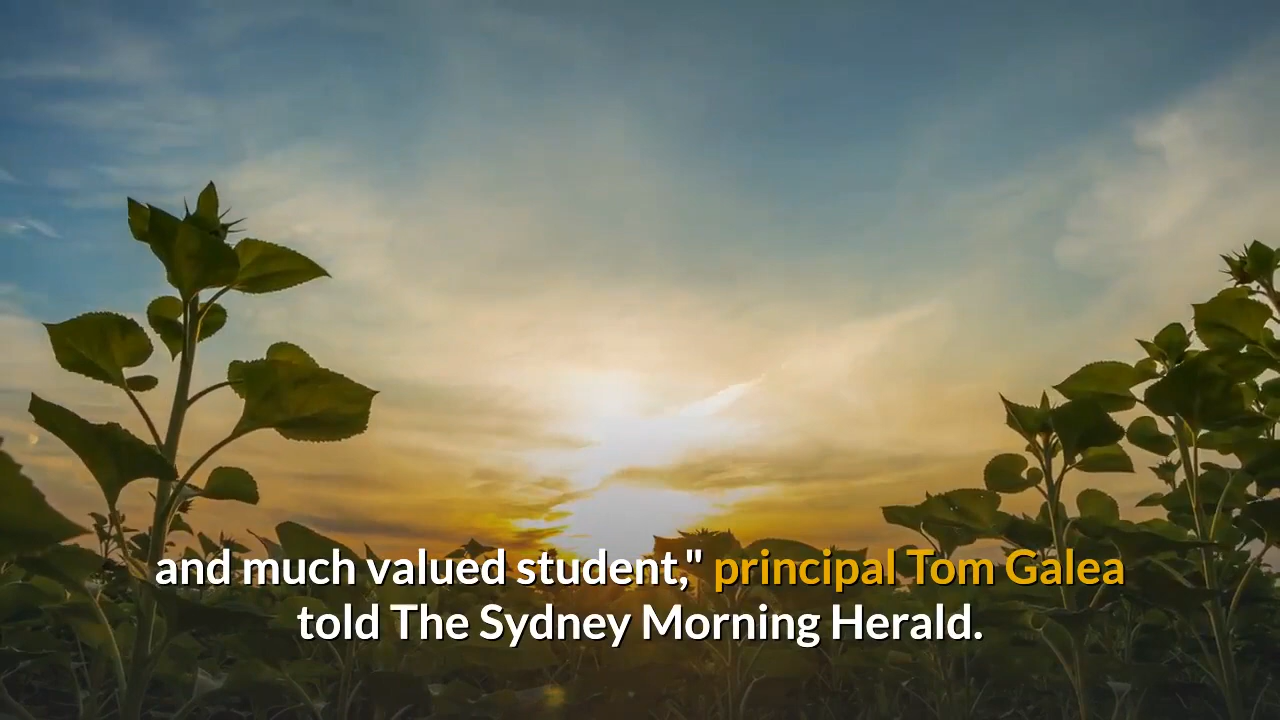 and much valued student," principal Tom Galea
told The Sydney Morning Herald.